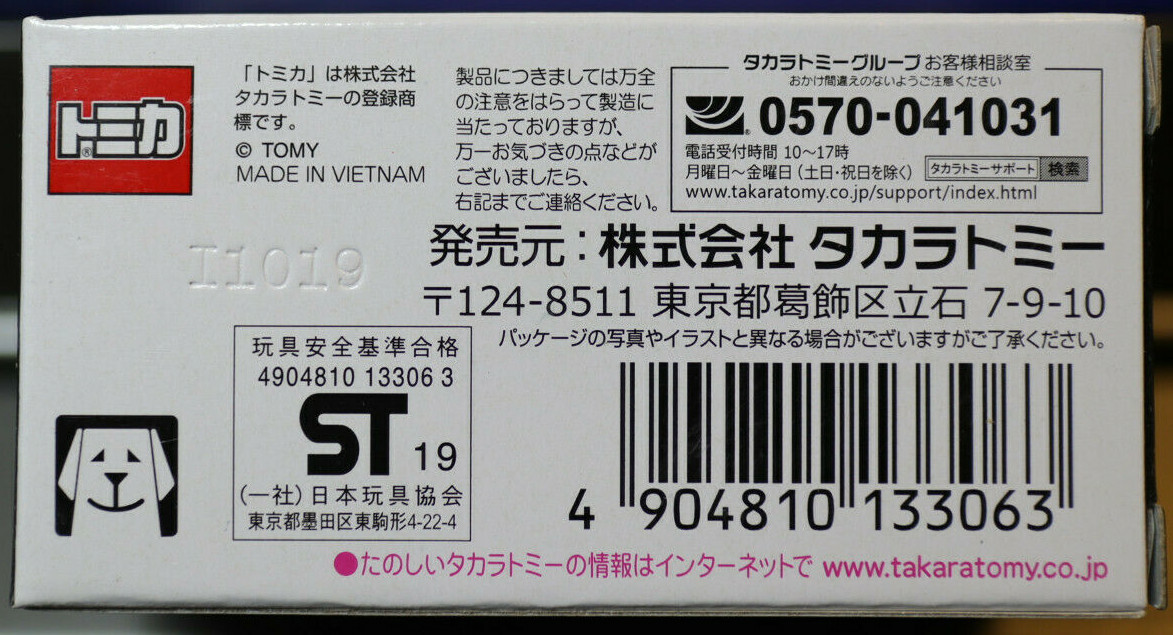 トミカ®
「トミカ」は株式会社
タカラトミーの登録商
標です。
© TOMY
MADE IN VIETNAM
製品につきましては万全
の注意をはらって製造に
当たっておりますが、
万一お気づきの点などが
ございましたら、
右記までご連絡ください。
タカラトミーグループ お客様相談室
おかけ間違えのないようご注意ください
0570-041031
電話受付時間 10〜17時
月曜日〜金曜日（土日・祝日を除く） タカラトミーサポート 検索
www.takaratomy.co.jp/support/index.html
I1019
発売元：株式会社 タカラトミー
〒124-8511 東京都葛飾区立石 7-9-10
パッケージの写真やイラストと異なる場合がございますがご了承ください。
玩具安全基準合格
4904810 13306 3
ST 19
(一社)日本玩具協会
東京都墨田区東駒形4-22-4
4 904810 133063
●たのしいタカラトミーの情報はインターネットで www.takaratomy.co.jp